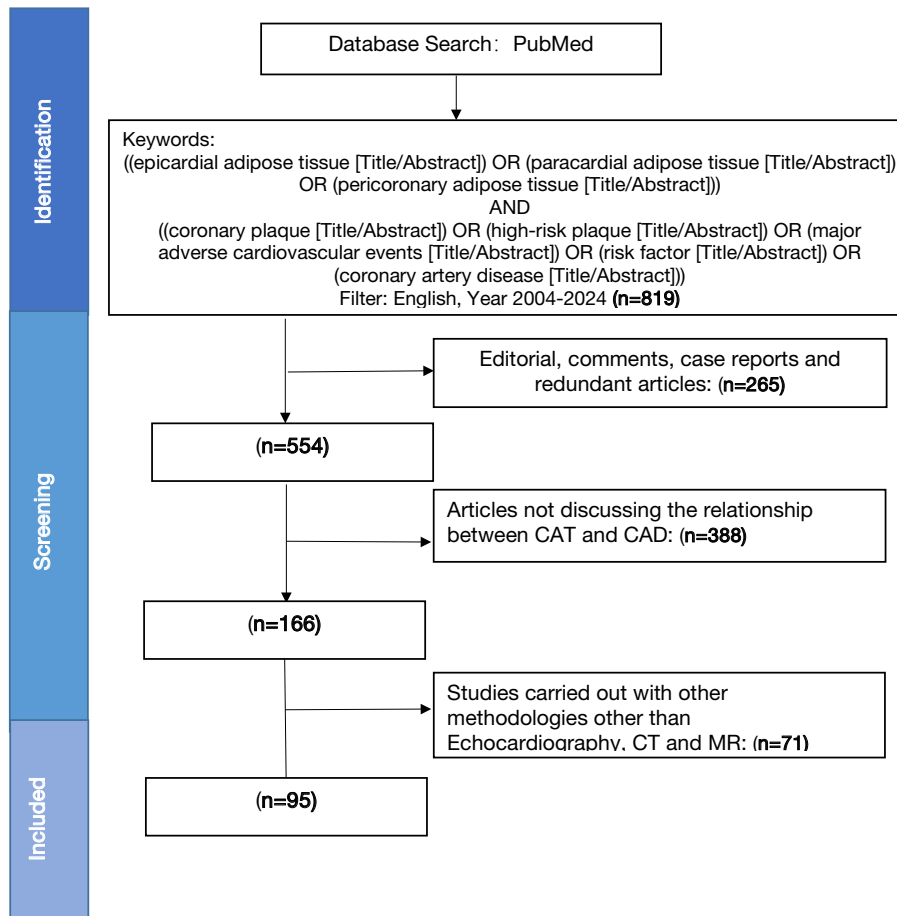 Identification
Database Search: PubMed
Keywords:
((epicardial adipose tissue [Title/Abstract]) OR (paracardial adipose tissue [Title/Abstract])
OR (pericoronary adipose tissue [Title/Abstract]))
AND
((coronary plaque [Title/Abstract]) OR (high-risk plaque [Title/Abstract]) OR (major
adverse cardiovascular events [Title/Abstract]) OR (risk factor [Title/Abstract]) OR
(coronary artery disease [Title/Abstract]))
Filter: English, Year 2004-2024 (n=819)
Screening
Editorial, comments, case reports and
redundant articles: (n=265)
(n=554)
Articles not discussing the relationship
between CAT and CAD: (n=388)
(n=166)
Studies carried out with other
methodologies other than
Echocardiography, CT and MR: (n=71)
Included
(n=95)